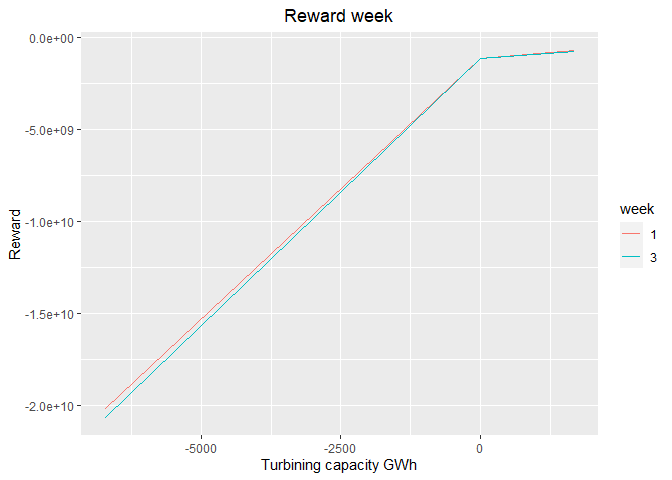 Reward week
0.0e+00
-5.0e+09
-1.0e+10
-1.5e+10
-2.0e+10
Reward
-5000 -2500 0
Turbining capacity GWh
week
1
3